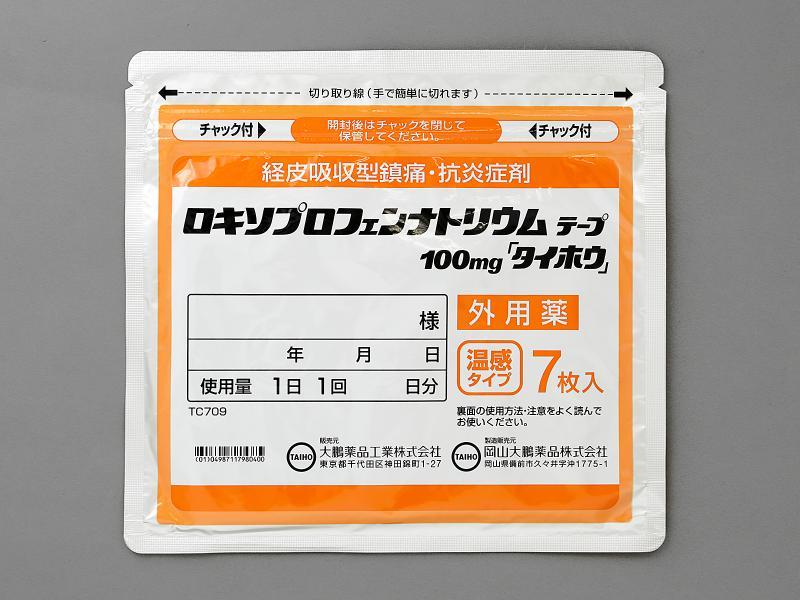 切り取り線(手で簡単に切れます)
チャック付
開封後はチャックを閉じて
保管してください。
チャック付
経皮吸収型鎮痛・抗炎症剤
ロキソプロフェンナトリウム テープ
100mg「タイホウ」
様
年 月 日
使用量 1日 1回 日分
外用薬
温感
タイプ
7枚入
裏面の使用方法・注意をよく読んで
お使いください。
TC709
(01)04987117980400
TAIHO
販売元
大鵬薬品工業株式会社
東京都千代田区神田錦町1-27
TAIHO
製造販売元
岡山大鵬薬品株式会社
岡山県備前市久々井字沖1775-1